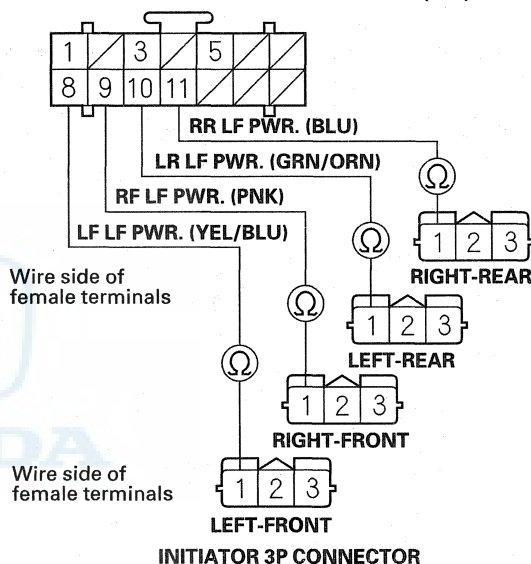 1 3 5
8 9 10 11
RR LF PWR. (BLU)
LR LF PWR. (GRN/ORN)
Ω
RF LF PWR. (PNK)
LF LF PWR. (YEL/BLU)
Ω
1 2 3
RIGHT-REAR
Wire side of
female terminals
Ω
1 2 3
LEFT-REAR
Ω
1 2 3
RIGHT-FRONT
Wire side of
female terminals
1 2 3
LEFT-FRONT
INITIATOR 3P CONNECTOR